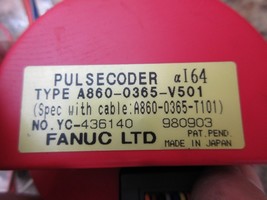 PULSECODER αI64
TYPE A860-0365-V501
(Spec with cable:A860-0365-T101)
NO.YC-436140 980903
PAT.PEND.
FANUC LTD MADE IN JAPAN